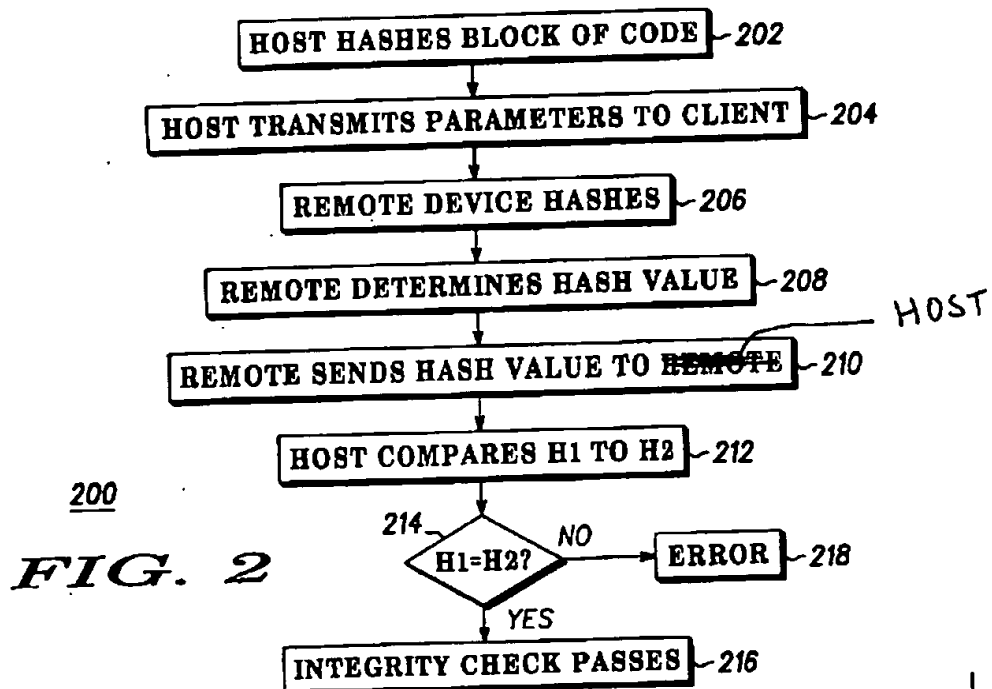 HOST HASHES BLOCK OF CODE 202
HOST TRANSMITS PARAMETERS TO CLIENT 204
REMOTE DEVICE HASHES 206
REMOTE DETERMINES HASH VALUE 208
HOST
REMOTE SENDS HASH VALUE TO REMOTE 210
HOST COMPARES H1 TO H2 212
200
214
H1=H2?
NO
ERROR 218
FIG. 2
YES
INTEGRITY CHECK PASSES 216